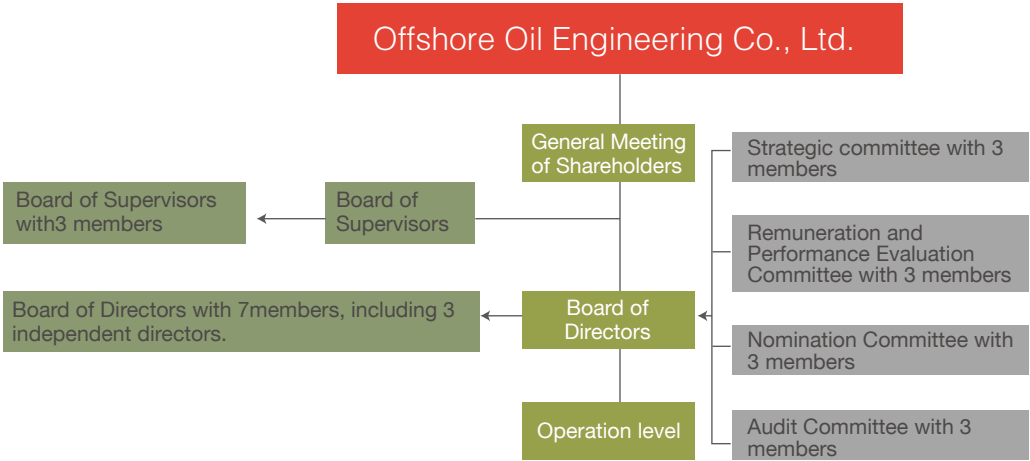 Offshore Oil Engineering Co., Ltd.
General Meeting
of Shareholders
Strategic committee with 3
members
Board of Supervisors
with3 members
Board of
Supervisors
Remuneration and
Performance Evaluation
Committee with 3 members
Board of Directors with 7members, including 3
independent directors.
Board of
Directors
Nomination Committee with
3 members
Operation level
Audit Committee with 3
members